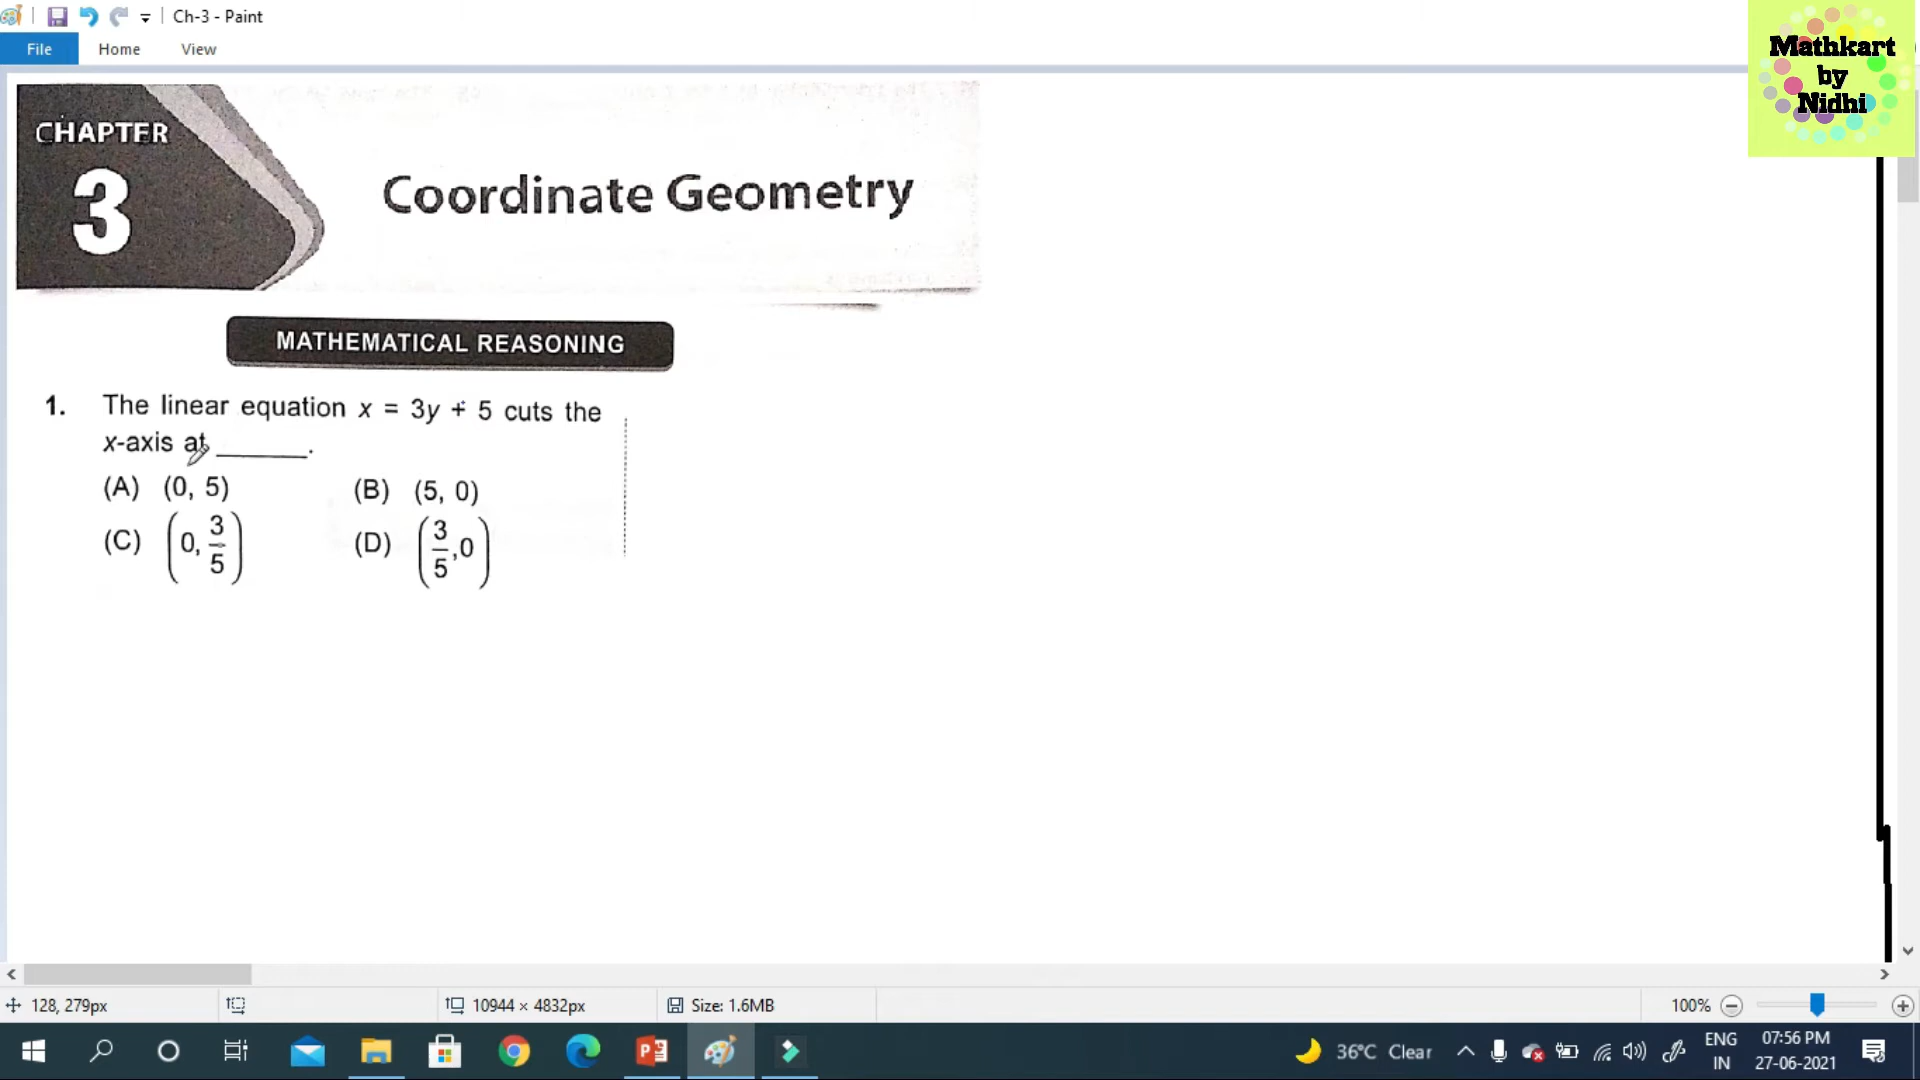 Ch-3 - Paint
File Home View
Mathkart
by
Nidhi
CHAPTER
3
Coordinate Geometry
MATHEMATICAL REASONING
1. The linear equation x = 3y + 5 cuts the
x-axis at ______.
(A) (0, 5) (B) (5, 0)
(C) (0, 3/5) (D) (3/5, 0)
128, 279px 10944 × 4832px Size: 1.6MB 100%
36°C Clear ENG 07:56 PM
IN 27-06-2021